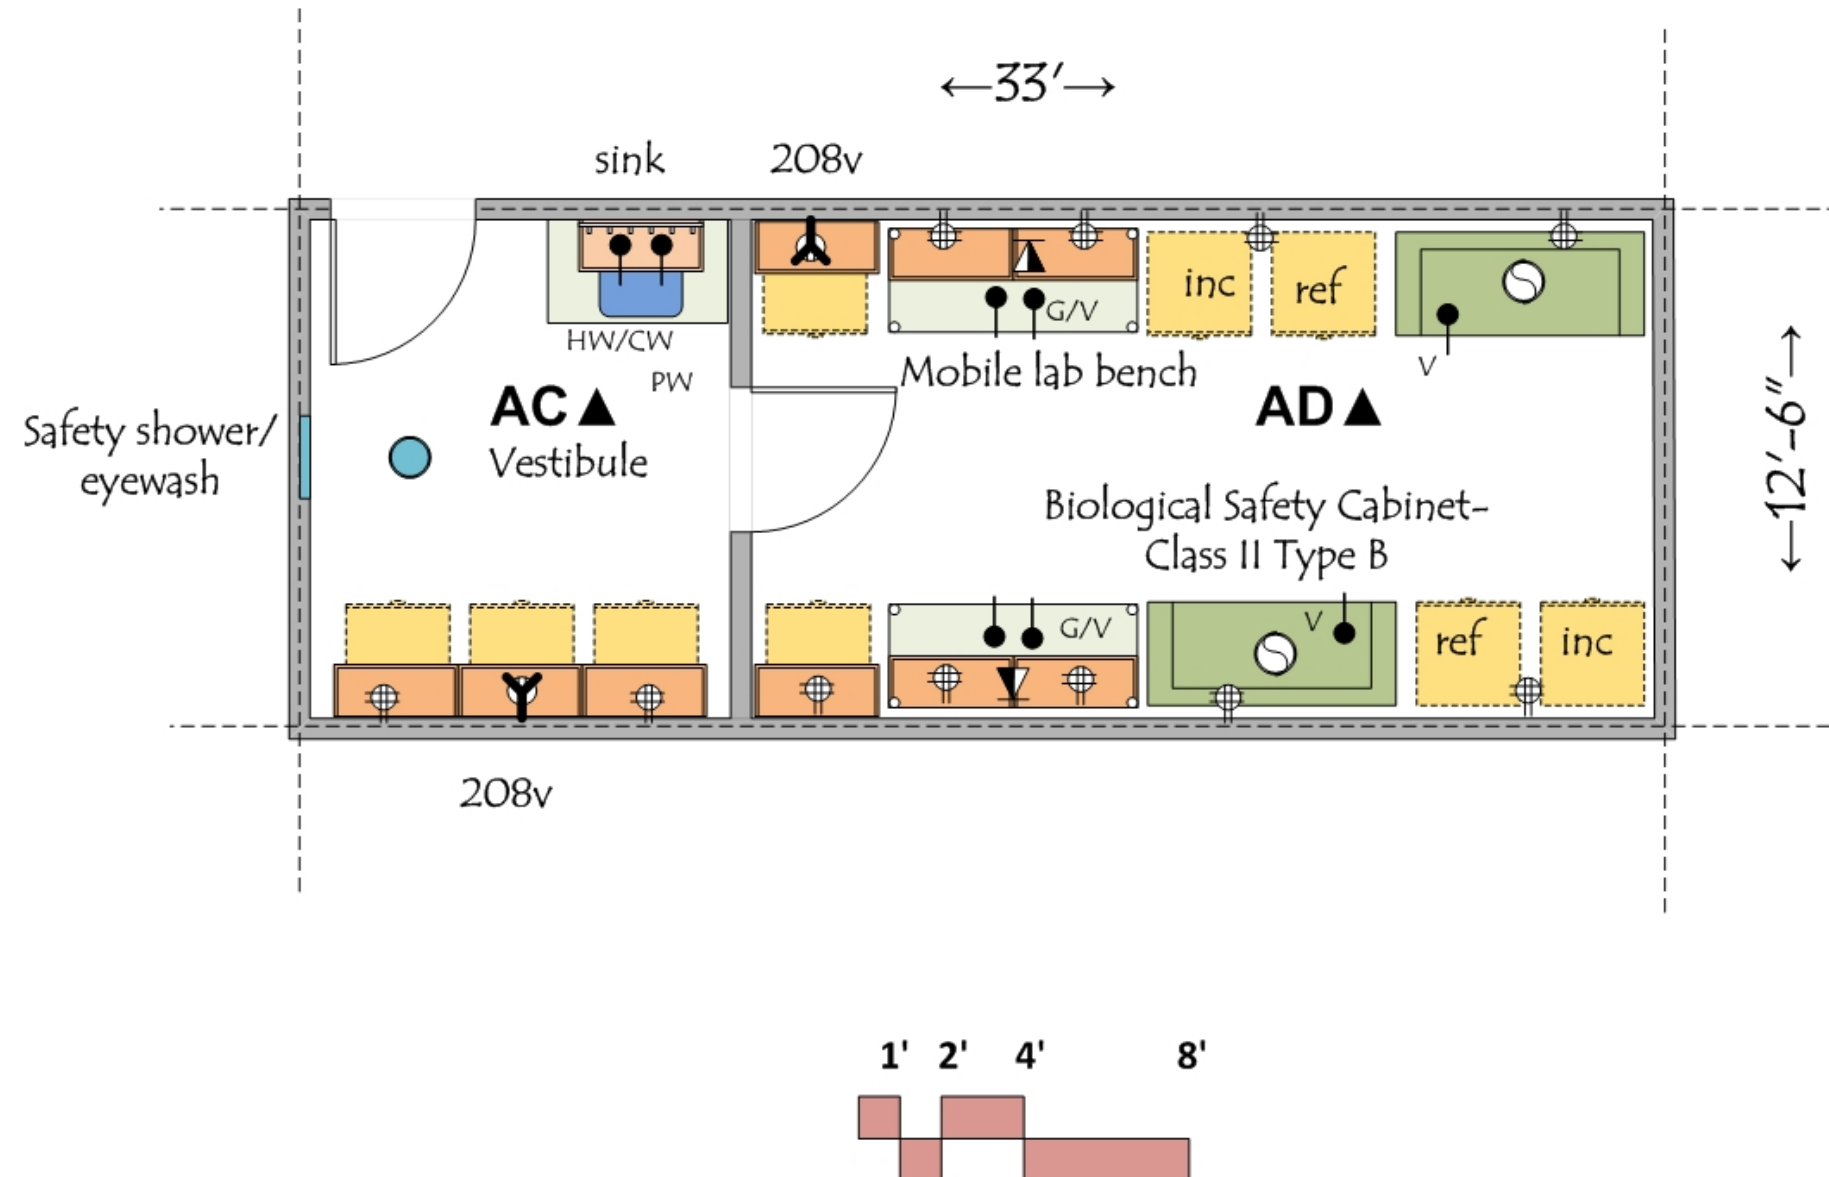 ←33'→
sink
208v
inc
ref
G/V
HW/CW
PW
V
Mobile lab bench
AC▲
AD▲
Safety shower/
eyewash
Vestibule
←12'-6"→
Biological Safety Cabinet-
Class II Type B
G/V
V
ref
inc
208v
1' 2' 4' 8'